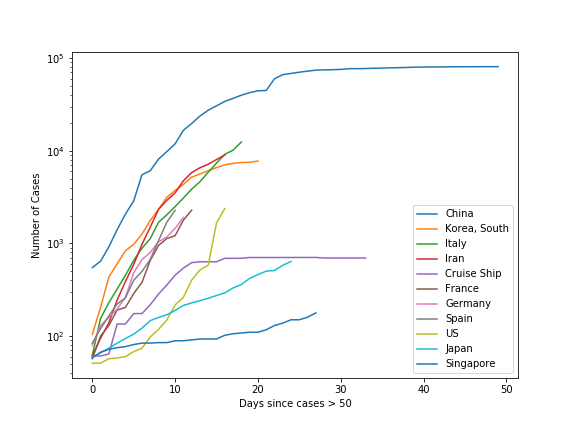 10^5
10^4
10^3
10^2
Number of Cases
0 10 20 30 40 50
Days since cases > 50
China
Korea, South
Italy
Iran
Cruise Ship
France
Germany
Spain
US
Japan
Singapore